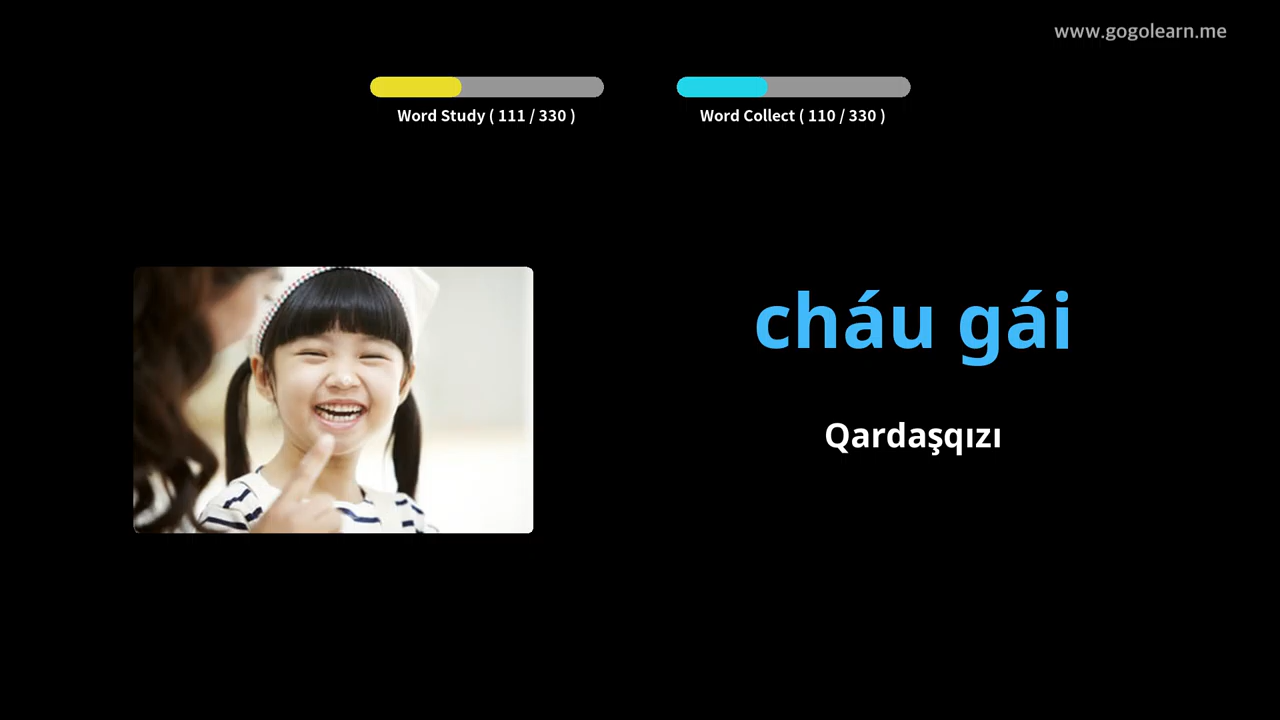 www.gogolearn.me
Word Study ( 111 / 330 )
Word Collect ( 110 / 330 )
cháu gái
Qardaşqızı